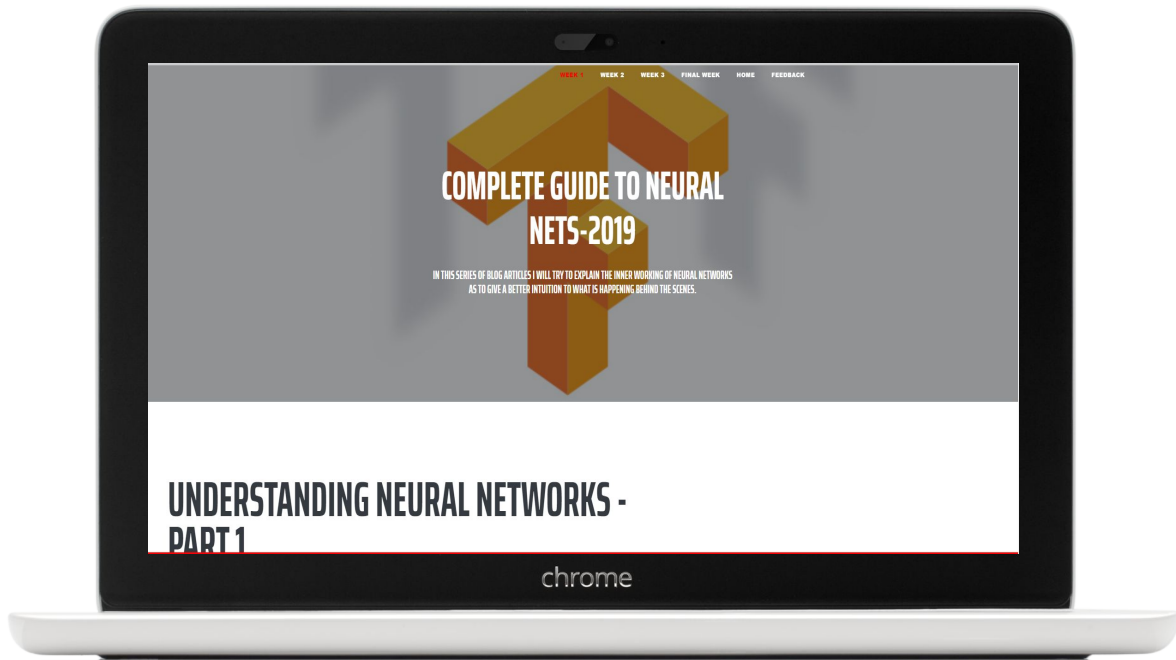 WEEK 1 WEEK 2 WEEK 3 FINAL WEEK HOME FEEDBACK
COMPLETE GUIDE TO NEURAL
NETS-2019
IN THIS SERIES OF BLOG ARTICLES I WILL TRY TO EXPLAIN THE INNER WORKING OF NEURAL NETWORKS
AS TO GIVE A BETTER INTUITION TO WHAT IS HAPPENING BEHIND THE SCENES.
UNDERSTANDING NEURAL NETWORKS -
PART 1
chrome